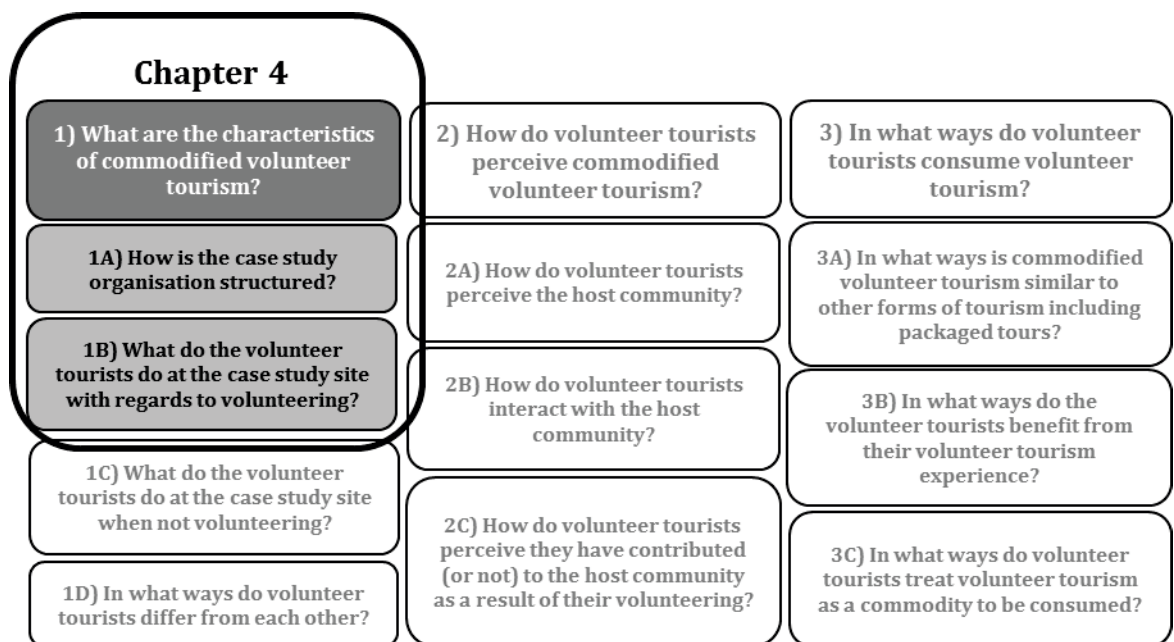 Chapter 4
1) What are the characteristics
of commodified volunteer
tourism?
1A) How is the case study
organisation structured?
1B) What do the volunteer
tourists do at the case study site
with regards to volunteering?
1C) What do the volunteer
tourists do at the case study site
when not volunteering?
1D) In what ways do volunteer
tourists differ from each other?
2) How do volunteer tourists
perceive commodified
volunteer tourism?
2A) How do volunteer tourists
perceive the host community?
2B) How do volunteer tourists
interact with the host
community?
2C) How do volunteer tourists
perceive they have contributed
(or not) to the host community
as a result of their volunteering?
3) In what ways do volunteer
tourists consume volunteer
tourism?
3A) In what ways is commodified
volunteer tourism similar to
other forms of tourism including
packaged tours?
3B) In what ways do the
volunteer tourists benefit from
their volunteer tourism
experience?
3C) In what ways do volunteer
tourists treat volunteer tourism
as a commodity to be consumed?